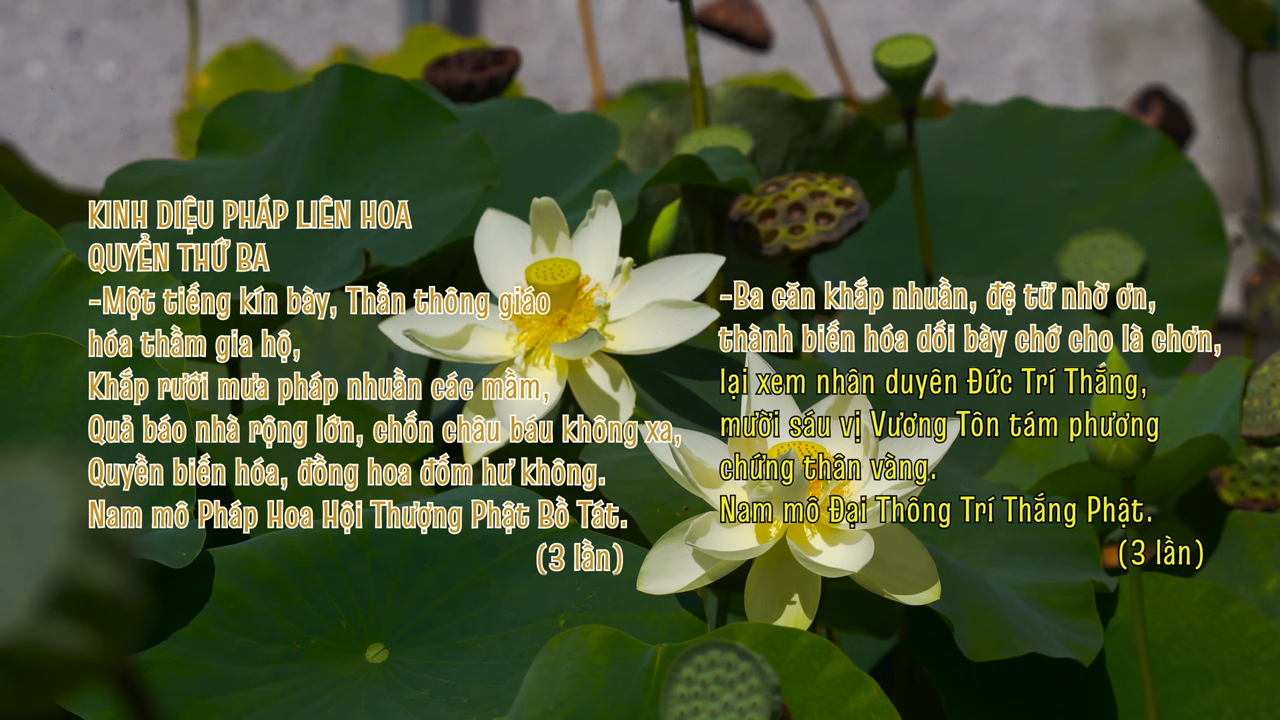 KINH DIỆU PHÁP LIÊN HOA
QUYỂN THỨ BA
-Một tiếng kín bày, Thần thông giáo
hóa thầm gia hộ,
Khắp rưới mưa pháp nhuần các mầm,
Quả báo nhà rộng lớn, chốn châu báu không xa,
Quyền biến hóa, đồng hoa đốm hư không.
Nam mô Pháp Hoa Hội Thượng Phật Bồ Tát.
(3 lần)
-Ba căn khắp nhuần, đệ tử nhờ ơn,
thành biến hóa dối bày chớ cho là chơn,
lại xem nhân duyên Đức Trí Thắng,
mười sáu vị Vương Tôn tám phương
chứng thân vàng.
Nam mô Đại Thông Trí Thắng Phật.
(3 lần)